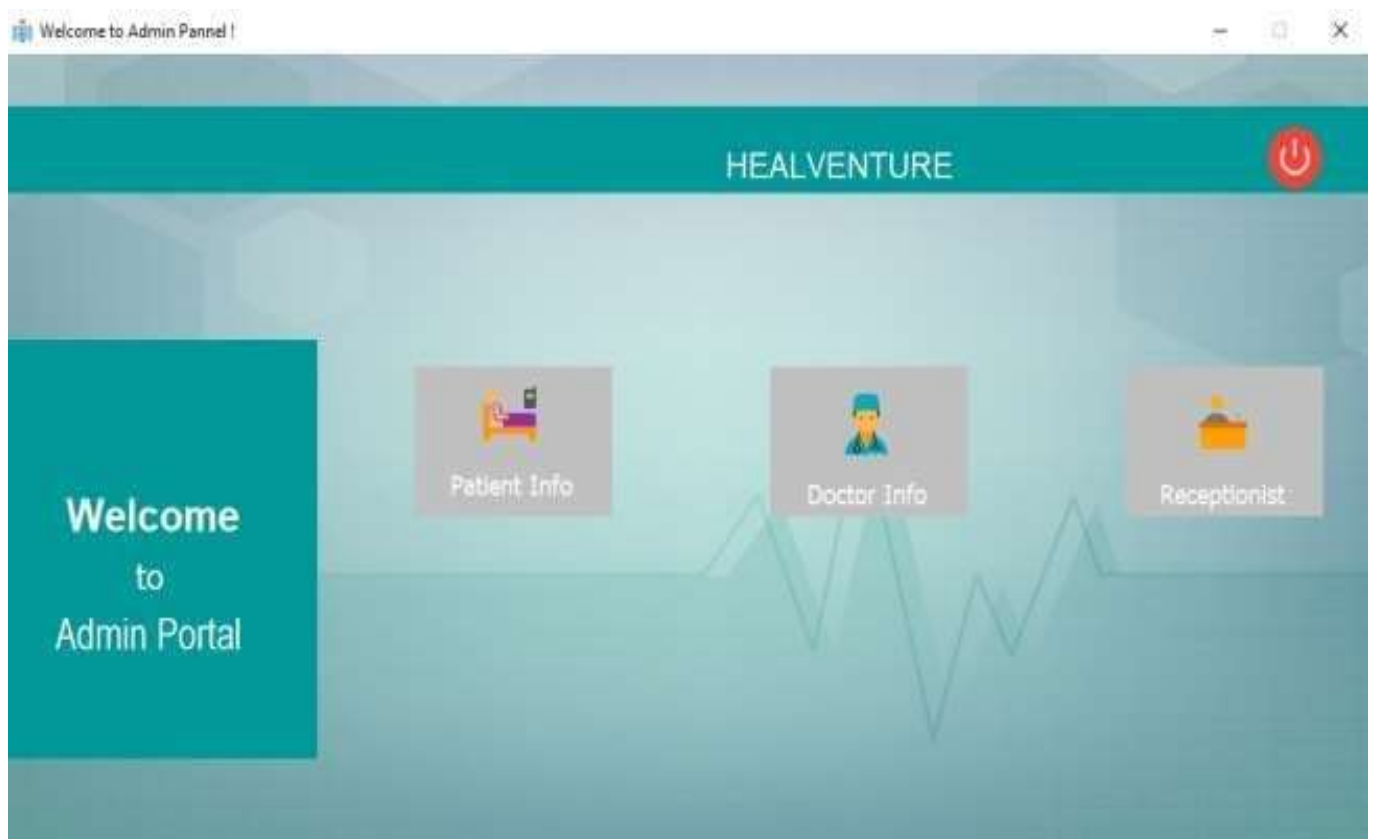 Welcome to Admin Pannel !
HEALVENTURE
Patient Info
Doctor Info
Receptionist
Welcome
to
Admin Portal